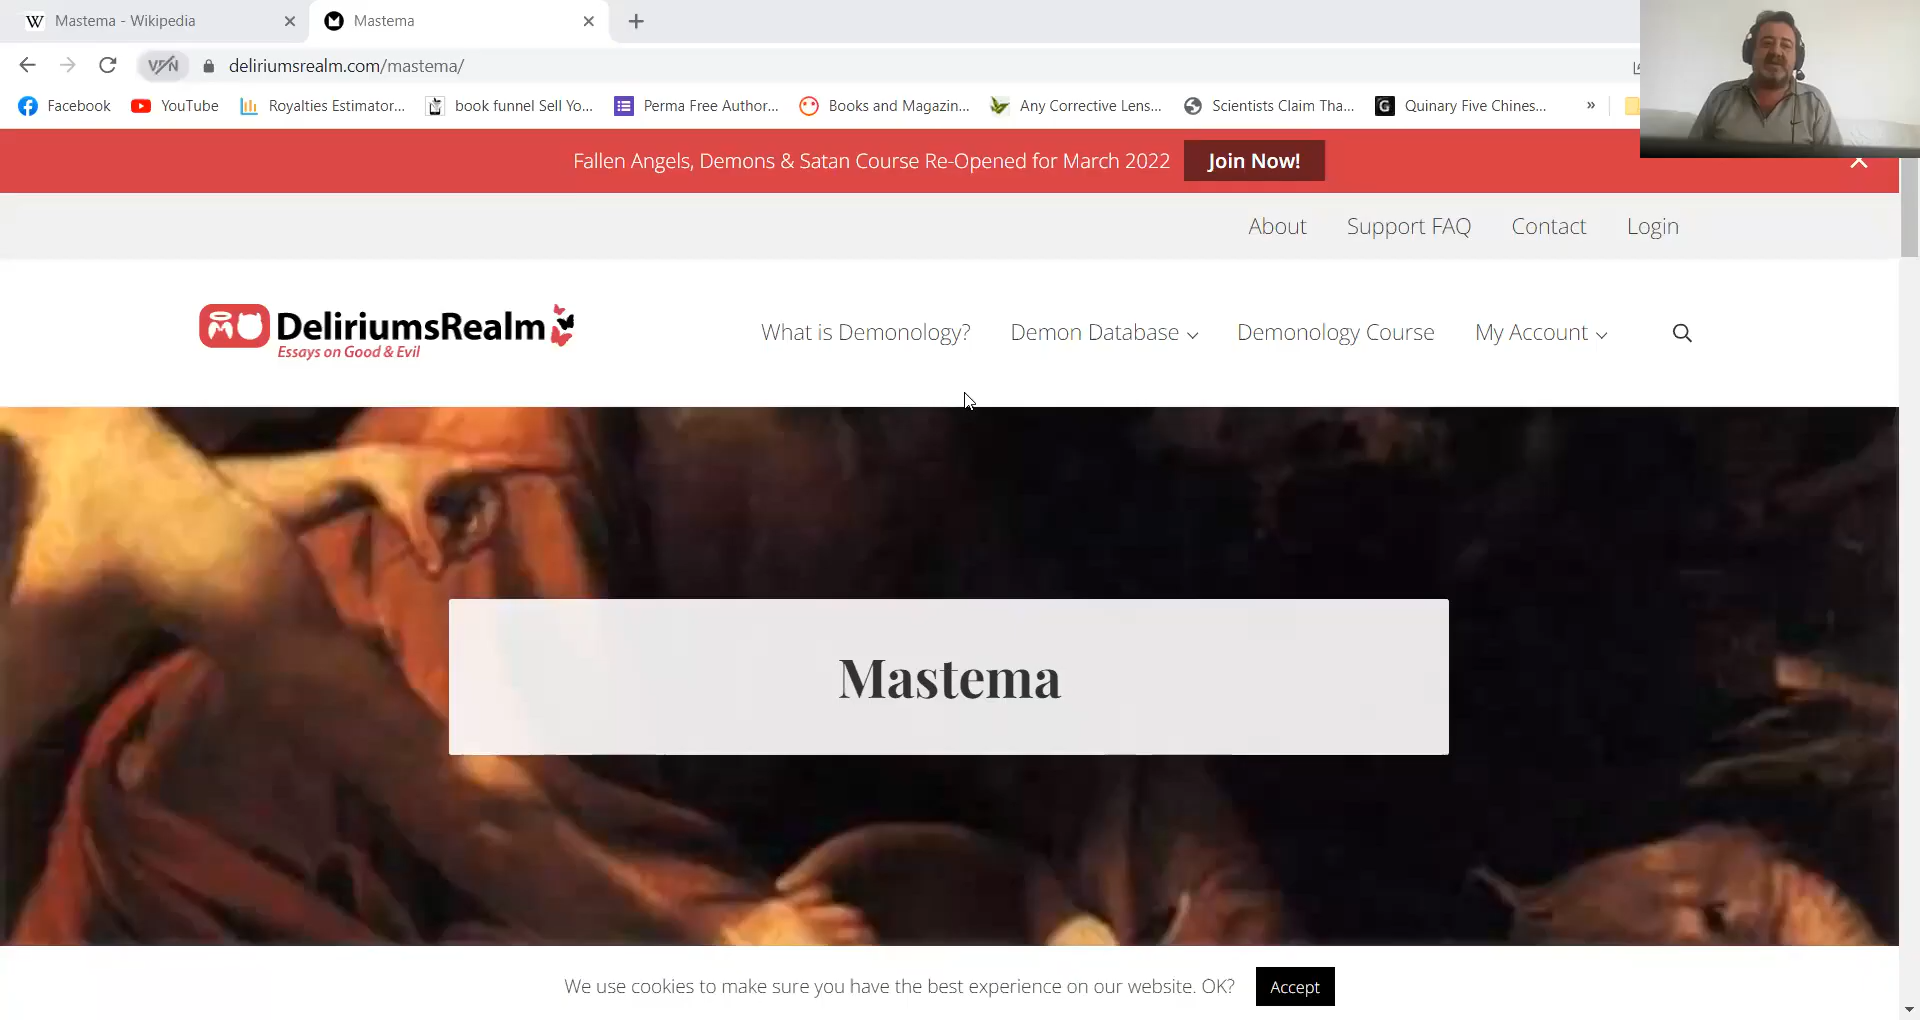 Mastema - Wikipedia
Mastema
VPN
deliriumsrealm.com/mastema/
Facebook
YouTube
Royalties Estimator...
book funnel Sell Yo...
Perma Free Author...
Books and Magazin...
Any Corrective Lens...
Scientists Claim Tha...
Quinary Five Chines...
»
Fallen Angels, Demons & Satan Course Re-Opened for March 2022
Join Now!
About
Support FAQ
Contact
Login
DeliriumsRealm
Essays on Good & Evil
What is Demonology?
Demon Database
Demonology Course
My Account
Mastema
We use cookies to make sure you have the best experience on our website. OK?
Accept